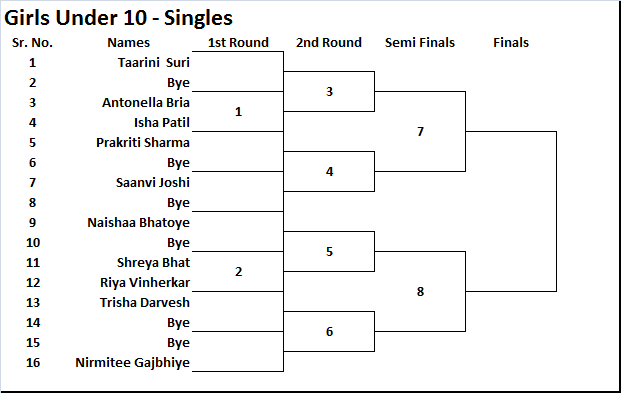 Girls Under 10 - Singles
Sr. No. Names 1st Round 2nd Round Semi Finals Finals
1 Taarini Suri
2 Bye
3
3 Antonella Bria
1
4 Isha Patil
7
5 Prakriti Sharma
6 Bye
4
7 Saanvi Joshi
8 Bye
9 Naishaa Bhatoye
10 Bye
5
11 Shreya Bhat
2
12 Riya Vinherkar
8
13 Trisha Darvesh
14 Bye
6
15 Bye
16 Nirmitee Gajbhiye